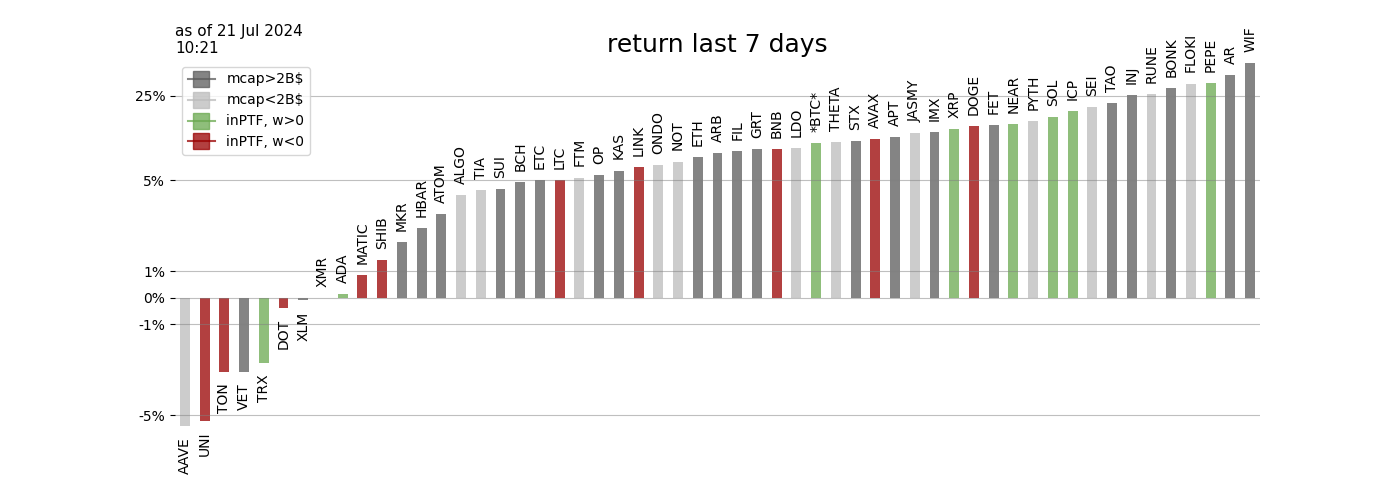 as of 21 Jul 2024
10:21
return last 7 days
mcap>2B$
mcap<2B$
inPTF, w>0
inPTF, w<0
25%
5%
1%
0%
-1%
-5%
AAVE
UNI
TON
VET
TRX
DOT
XLM
XMR
ADA
MATIC
SHIB
MKR
HBAR
ATOM
ALGO
TIA
SUI
BCH
ETC
LTC
FTM
OP
KAS
LINK
ONDO
NOT
ETH
ARB
FIL
GRT
BNB
LDO
*BTC*
THETA
STX
AVAX
APT
JASMY
IMX
XRP
DOGE
FET
NEAR
PYTH
SOL
ICP
SEI
TAO
INJ
RUNE
BONK
FLOKI
PEPE
AR
WIF